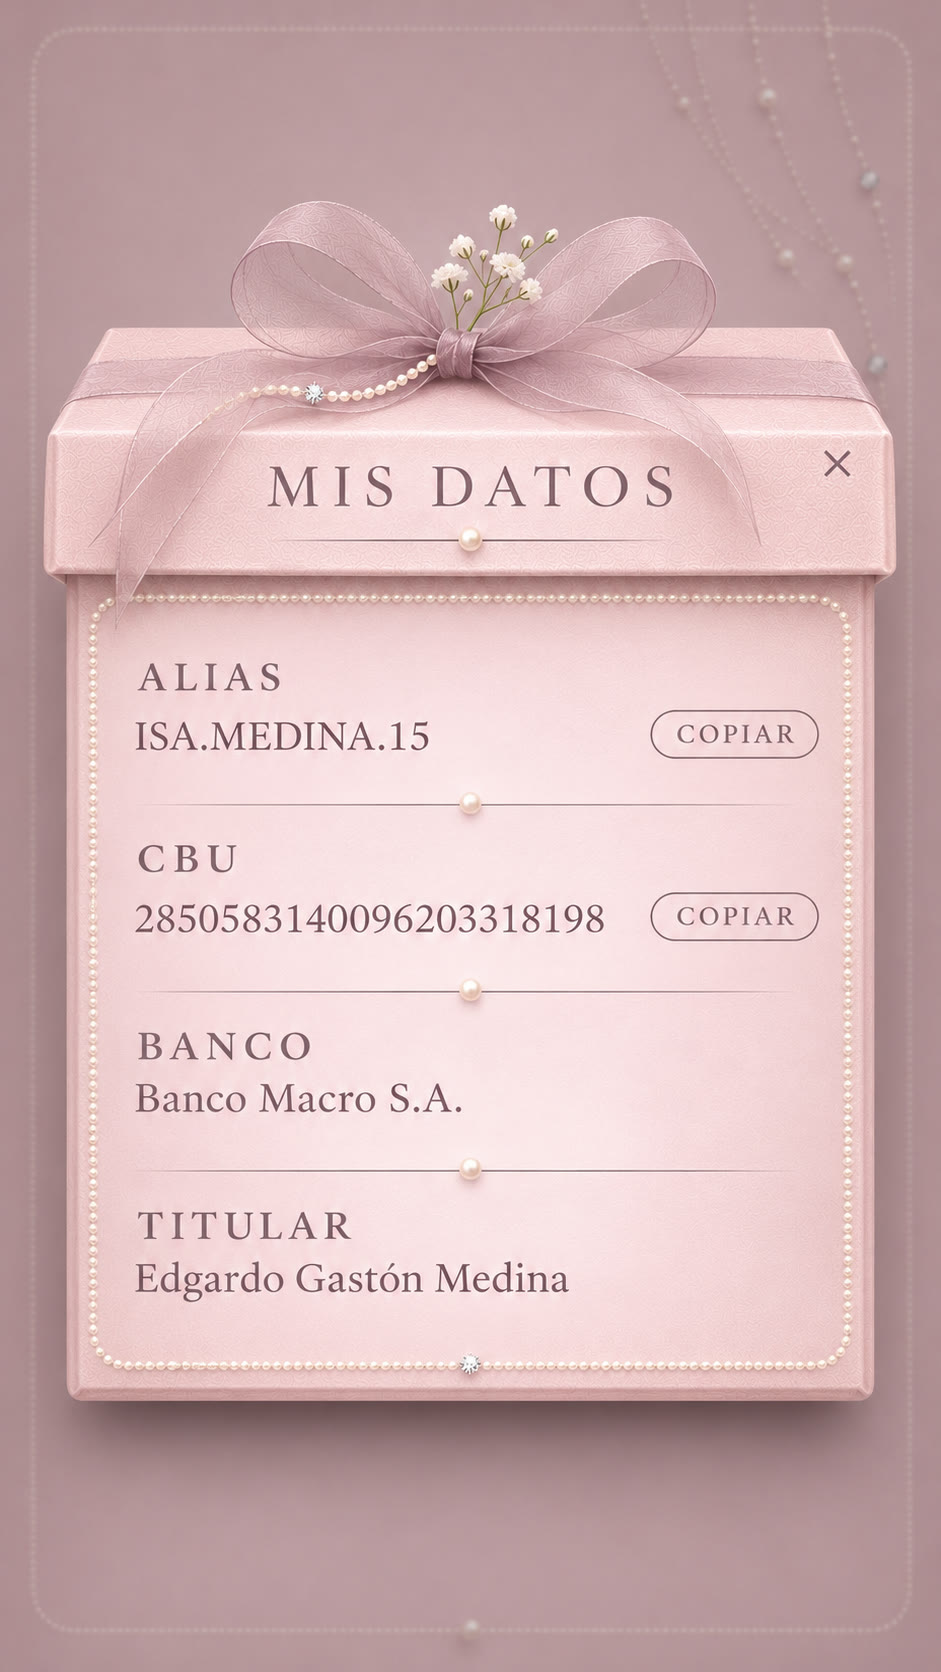 MIS DATOS
ALIAS
ISA.MEDINA.15
COPIAR
CBU
2850583140096203318198
COPIAR
BANCO
Banco Macro S.A.
TITULAR
Edgardo Gastón Medina